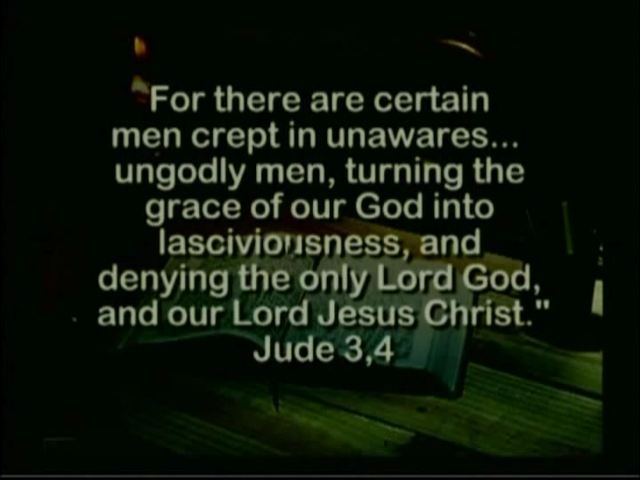 For there are certain
men crept in unawares...
ungodly men, turning the
grace of our God into
lasciviousness, and
denying the only Lord God,
and our Lord Jesus Christ."
Jude 3,4